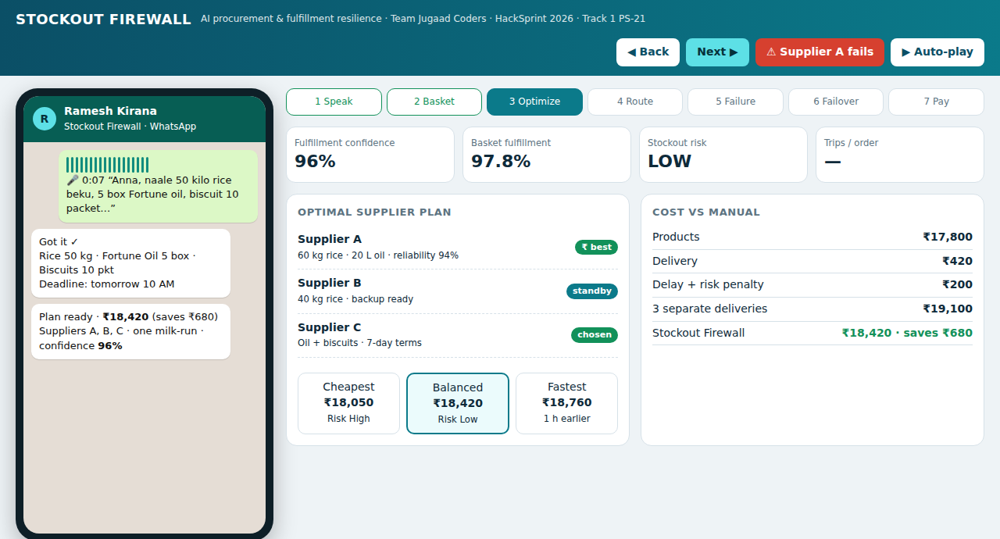 STOCKOUT FIREWALL AI procurement & fulfillment resilience · Team Jugaad Coders · HackSprint 2026 · Track 1 PS-21
◀ Back Next ▶ ⚠ Supplier A fails ▶ Auto-play
R
Ramesh Kirana
Stockout Firewall · WhatsApp
🎤 0:07 “Anna, naale 50 kilo rice
beku, 5 box Fortune oil, biscuit 10
packet…”
Got it ✓
Rice 50 kg · Fortune Oil 5 box ·
Biscuits 10 pkt
Deadline: tomorrow 10 AM
Plan ready · ₹18,420 (saves ₹680)
Suppliers A, B, C · one milk-run ·
confidence 96%
1 Speak 2 Basket 3 Optimize 4 Route 5 Failure 6 Failover 7 Pay
Fulfillment confidence
96%
Basket fulfillment
97.8%
Stockout risk
LOW
Trips / order
—
OPTIMAL SUPPLIER PLAN
Supplier A
60 kg rice · 20 L oil · reliability 94%
₹ best
Supplier B
40 kg rice · backup ready
standby
Supplier C
Oil + biscuits · 7-day terms
chosen
Cheapest
₹18,050
Risk High
Balanced
₹18,420
Risk Low
Fastest
₹18,760
1 h earlier
COST VS MANUAL
Products ₹17,800
Delivery ₹420
Delay + risk penalty ₹200
3 separate deliveries ₹19,100
Stockout Firewall ₹18,420 · saves ₹680